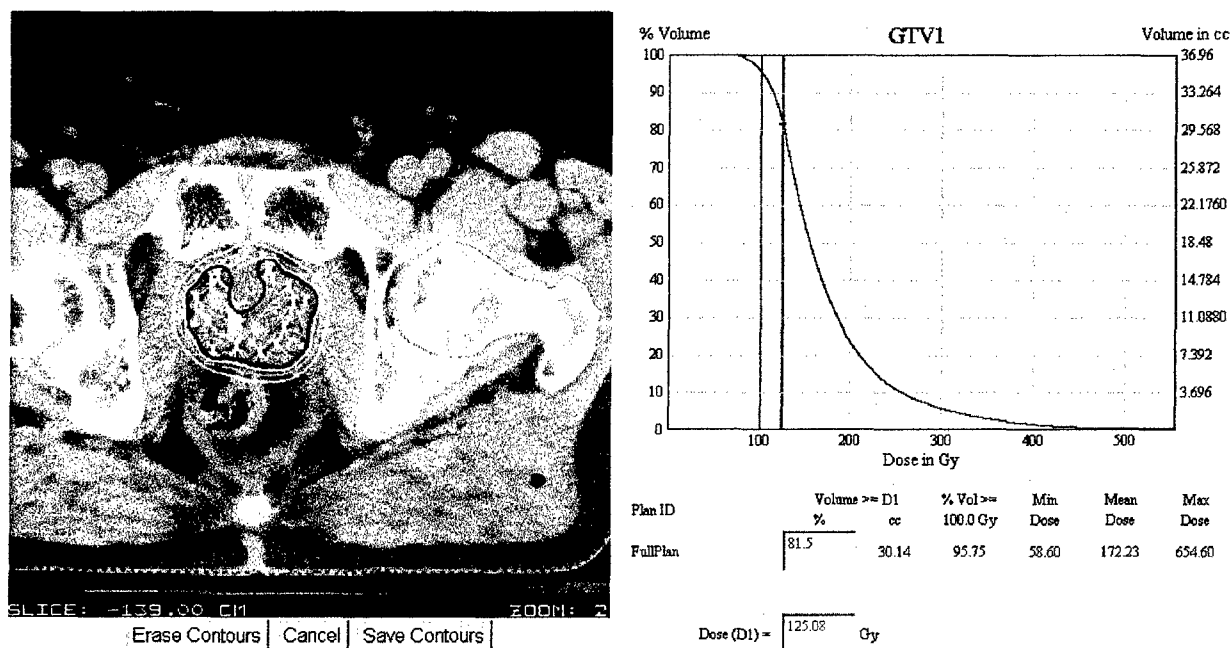 SLICE: -139.00 CM ZOOM: 2
Erase Contours Cancel Save Contours
% Volume GTV1 Volume in cc
100 36.96
90 33.264
80 29.568
70 25.872
60 22.1760
50 18.48
40 14.784
30 11.0880
20 7.392
10 3.696
0
100 200 300 400 500
Dose in Gy
Plan ID Volume >= D1 % Vol >= Min Mean Max
% cc 100.0 Gy Dose Dose Dose
FullPlan 81.5 30.14 95.75 58.60 172.23 654.60
Dose (D1) = 125.08 Gy